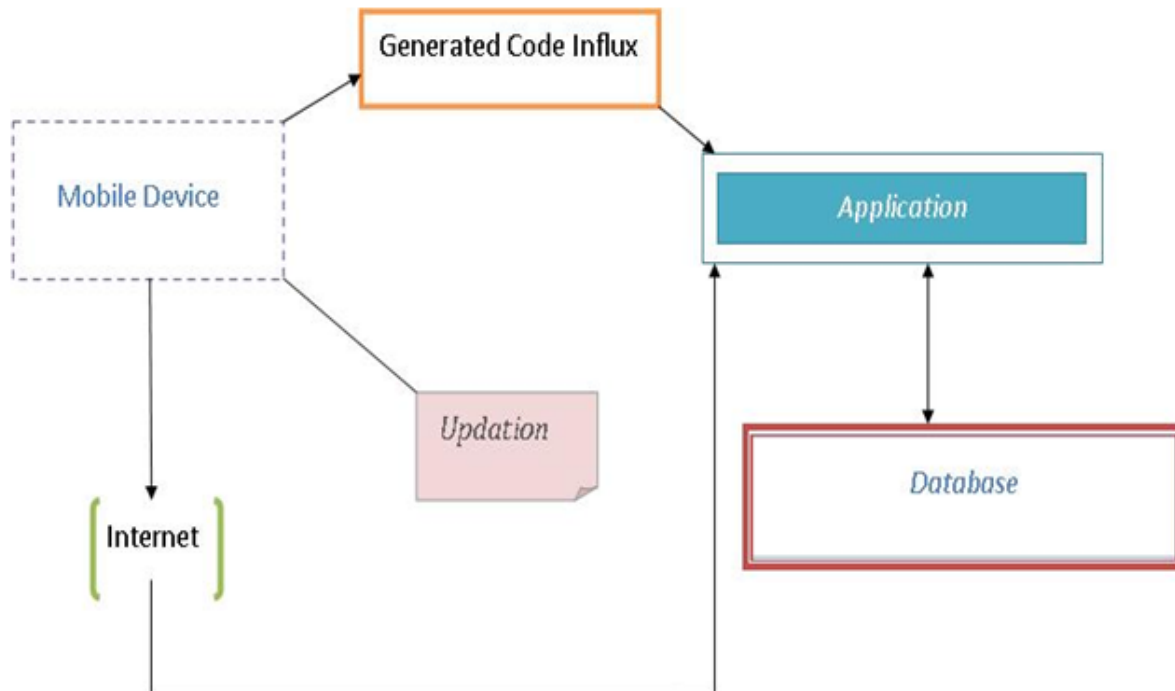 Generated Code Influx
Mobile Device
Application
Updation
Database
Internet